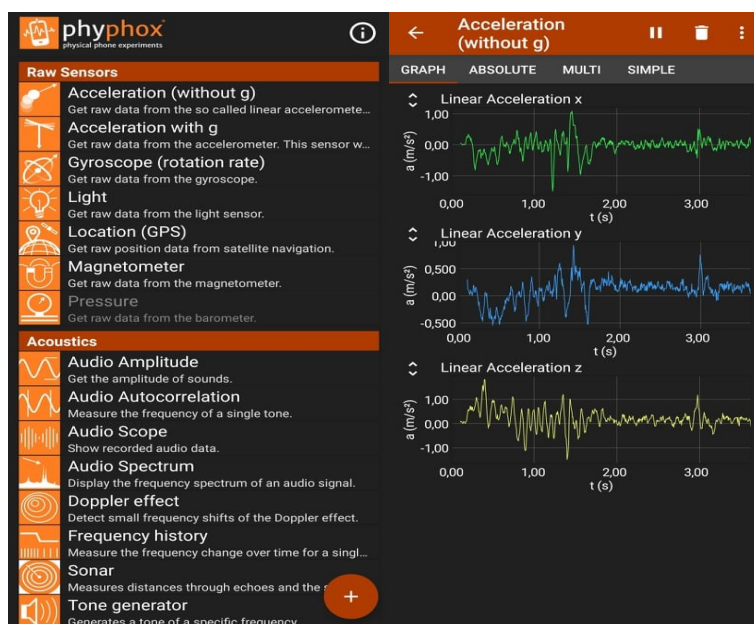 phyphox
physical phone experiments
Raw Sensors
Acceleration (without g)
Get raw data from the so called linear acceleromete...
Acceleration with g
Get raw data from the accelerometer. This sensor w...
Gyroscope (rotation rate)
Get raw data from the gyroscope.
Light
Get raw data from the light sensor.
Location (GPS)
Get raw position data from satellite navigation.
Magnetometer
Get raw data from the magnetometer.
Pressure
Get raw data from the barometer.
Acoustics
Audio Amplitude
Get the amplitude of sounds.
Audio Autocorrelation
Measure the frequency of a single tone.
Audio Scope
Show recorded audio data.
Audio Spectrum
Display the frequency spectrum of an audio signal.
Doppler effect
Detect small frequency shifts of the Doppler effect.
Frequency history
Measure the frequency change over time for a singl...
Sonar
Measures distances through echoes and the
+
Tone generator
Generates a tone of a specific frequency.
Acceleration
(without g)
GRAPH ABSOLUTE MULTI SIMPLE
Linear Acceleration x
a (m/s²)
1,00
0,00
-1,00
0,00 1,00 2,00 3,00
t (s)
Linear Acceleration y
a (m/s²)
1,00
0,500
0,00
-0,500
0,00 1,00 2,00 3,00
t (s)
Linear Acceleration z
a (m/s²)
1,00
0,00
-1,00
0,00 1,00 2,00 3,00
t (s)